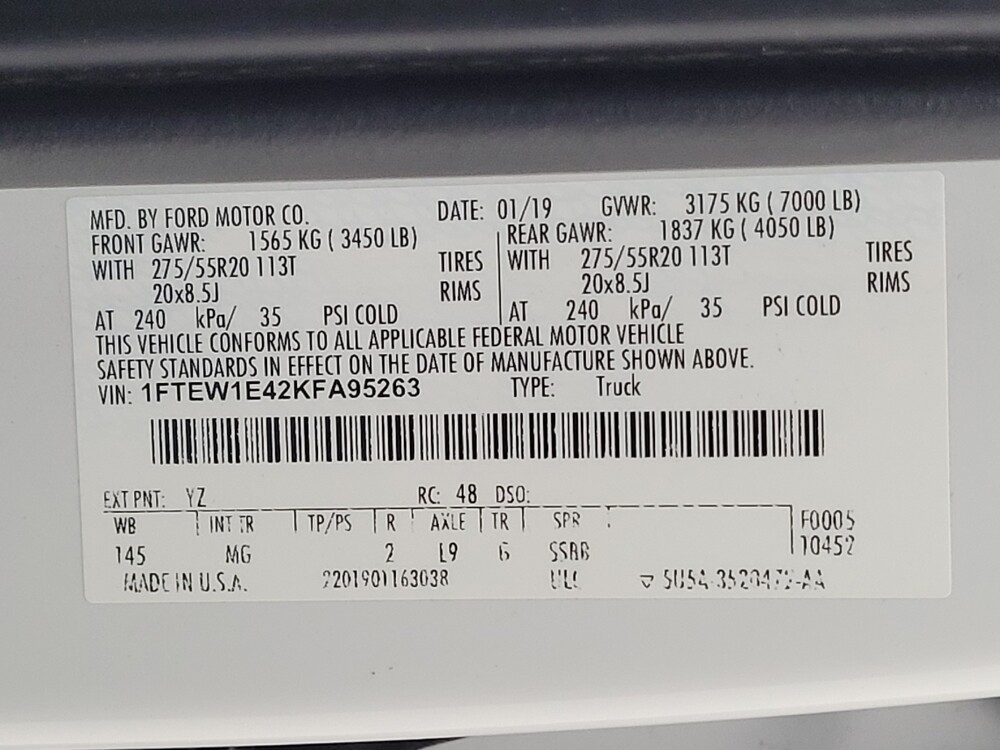 MFD. BY FORD MOTOR CO. DATE: 01/19 GVWR: 3175 KG ( 7000 LB)
FRONT GAWR: 1565 KG ( 3450 LB) REAR GAWR: 1837 KG ( 4050 LB)
WITH 275/55R20 113T TIRES WITH 275/55R20 113T TIRES
20x8.5J RIMS 20x8.5J RIMS
AT 240 kPa/ 35 PSI COLD AT 240 kPa/ 35 PSI COLD
THIS VEHICLE CONFORMS TO ALL APPLICABLE FEDERAL MOTOR VEHICLE
SAFETY STANDARDS IN EFFECT ON THE DATE OF MANUFACTURE SHOWN ABOVE.
VIN: 1FTEW1E42KFA95263 TYPE: Truck
EXT PNT: YZ RC: 48 DSO:
WB INT TR TP/PS R AXLE TR SPR F0005
145 MG 2 L9 6 SSBB 10452
MADE IN U.S.A. 2201901163038